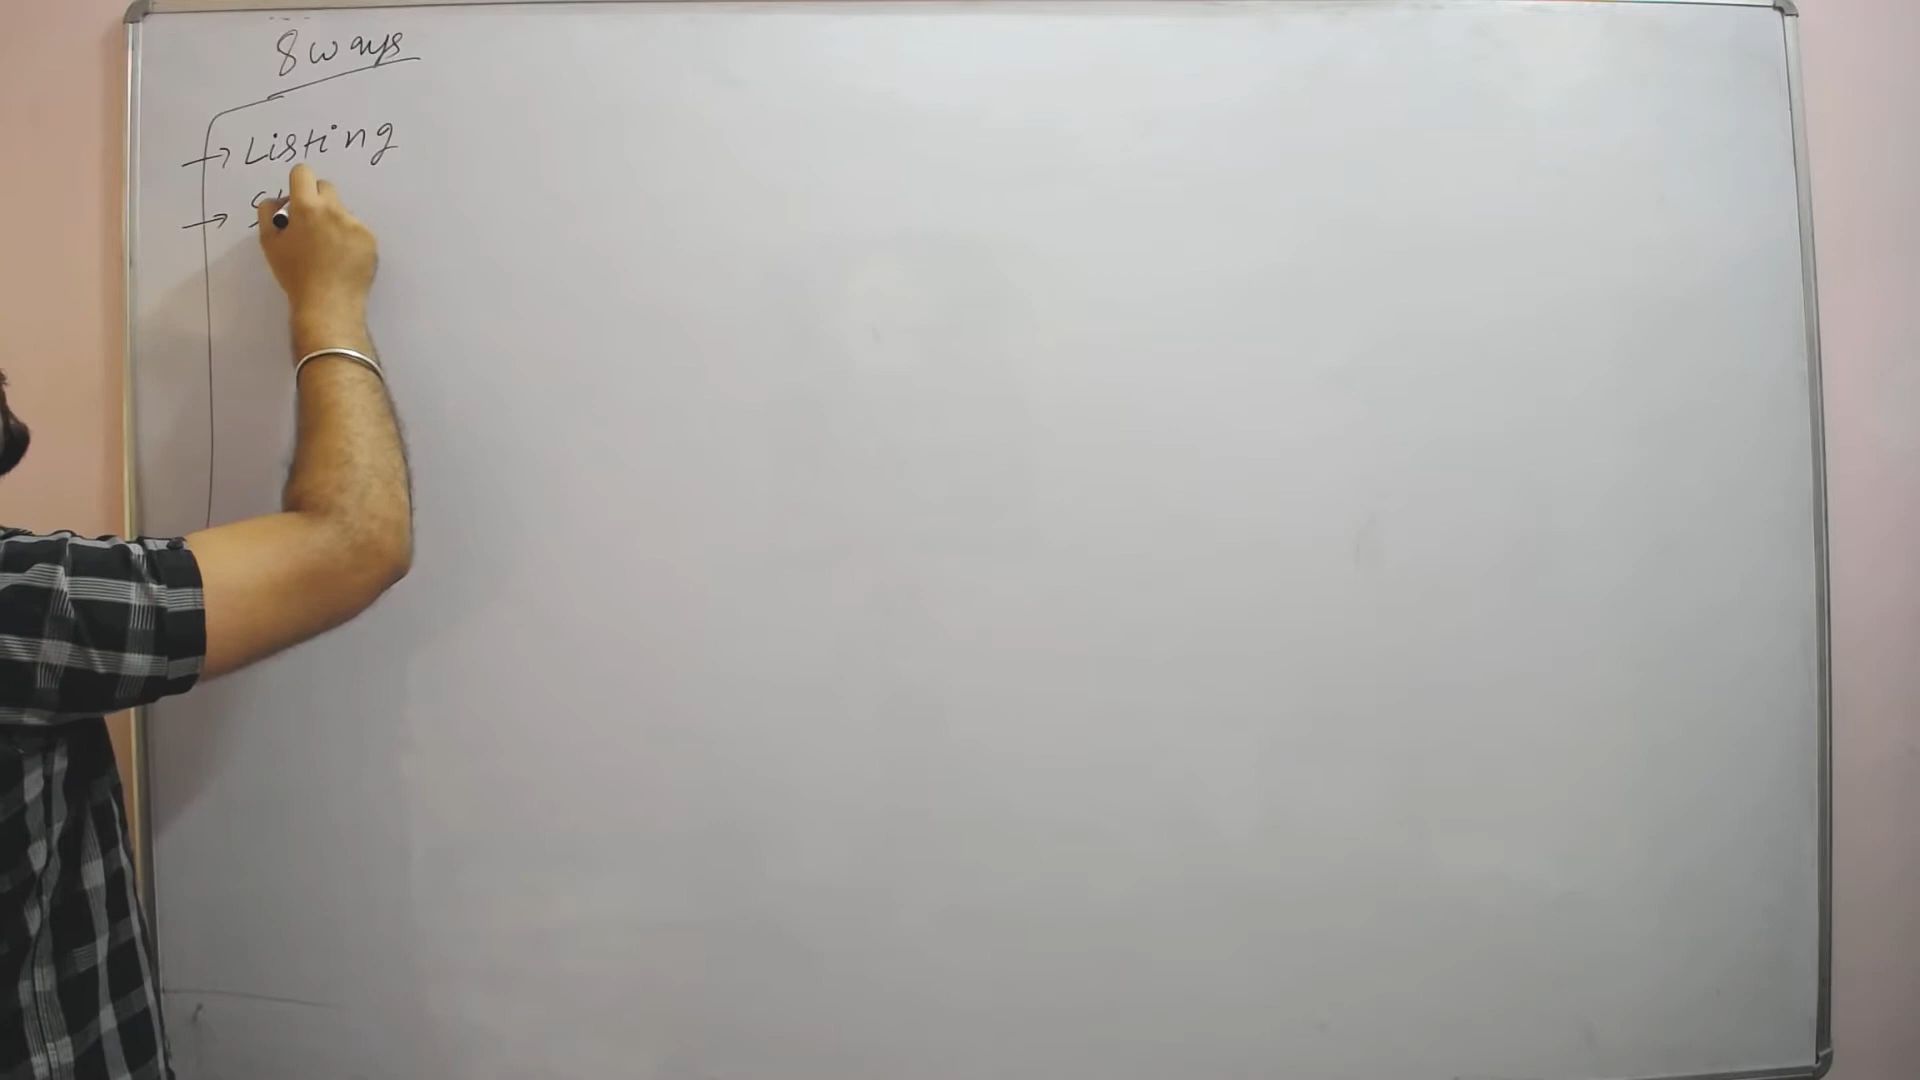 8 ways
→ Listing
→